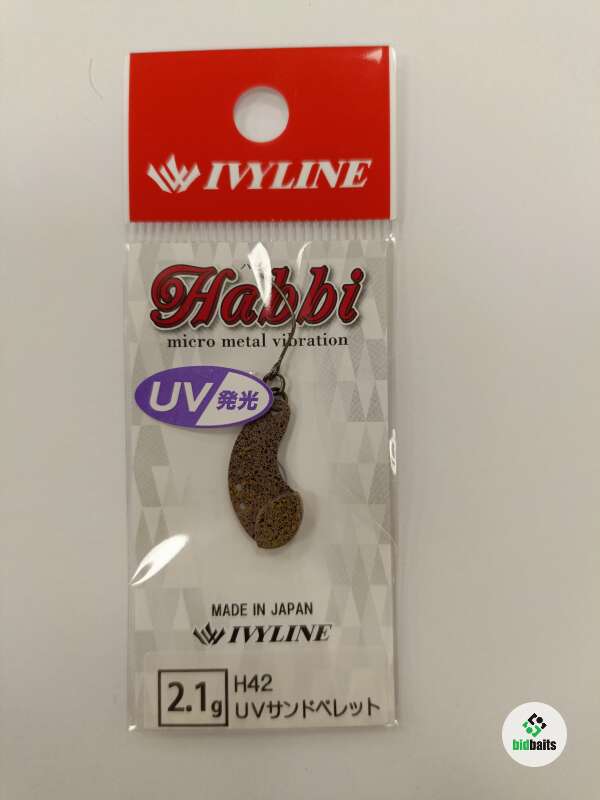 IVYLINE
Habbi
micro metal vibration
UV発光
MADE IN JAPAN
IVYLINE
2.1g
H42
UVサンドペレット
bidbaits